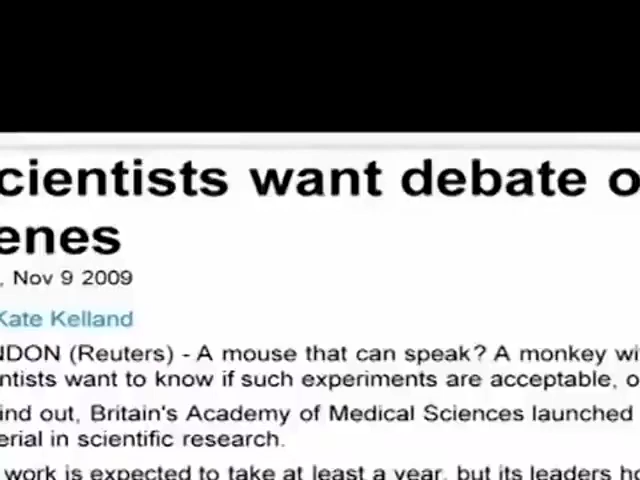 cientists want debate o
enes
, Nov 9 2009
Kate Kelland
NDON (Reuters) - A mouse that can speak? A monkey wi
ntists want to know if such experiments are acceptable, o
ind out, Britain's Academy of Medical Sciences launched
erial in scientific research.
work is expected to take at least a year, but its leaders ho